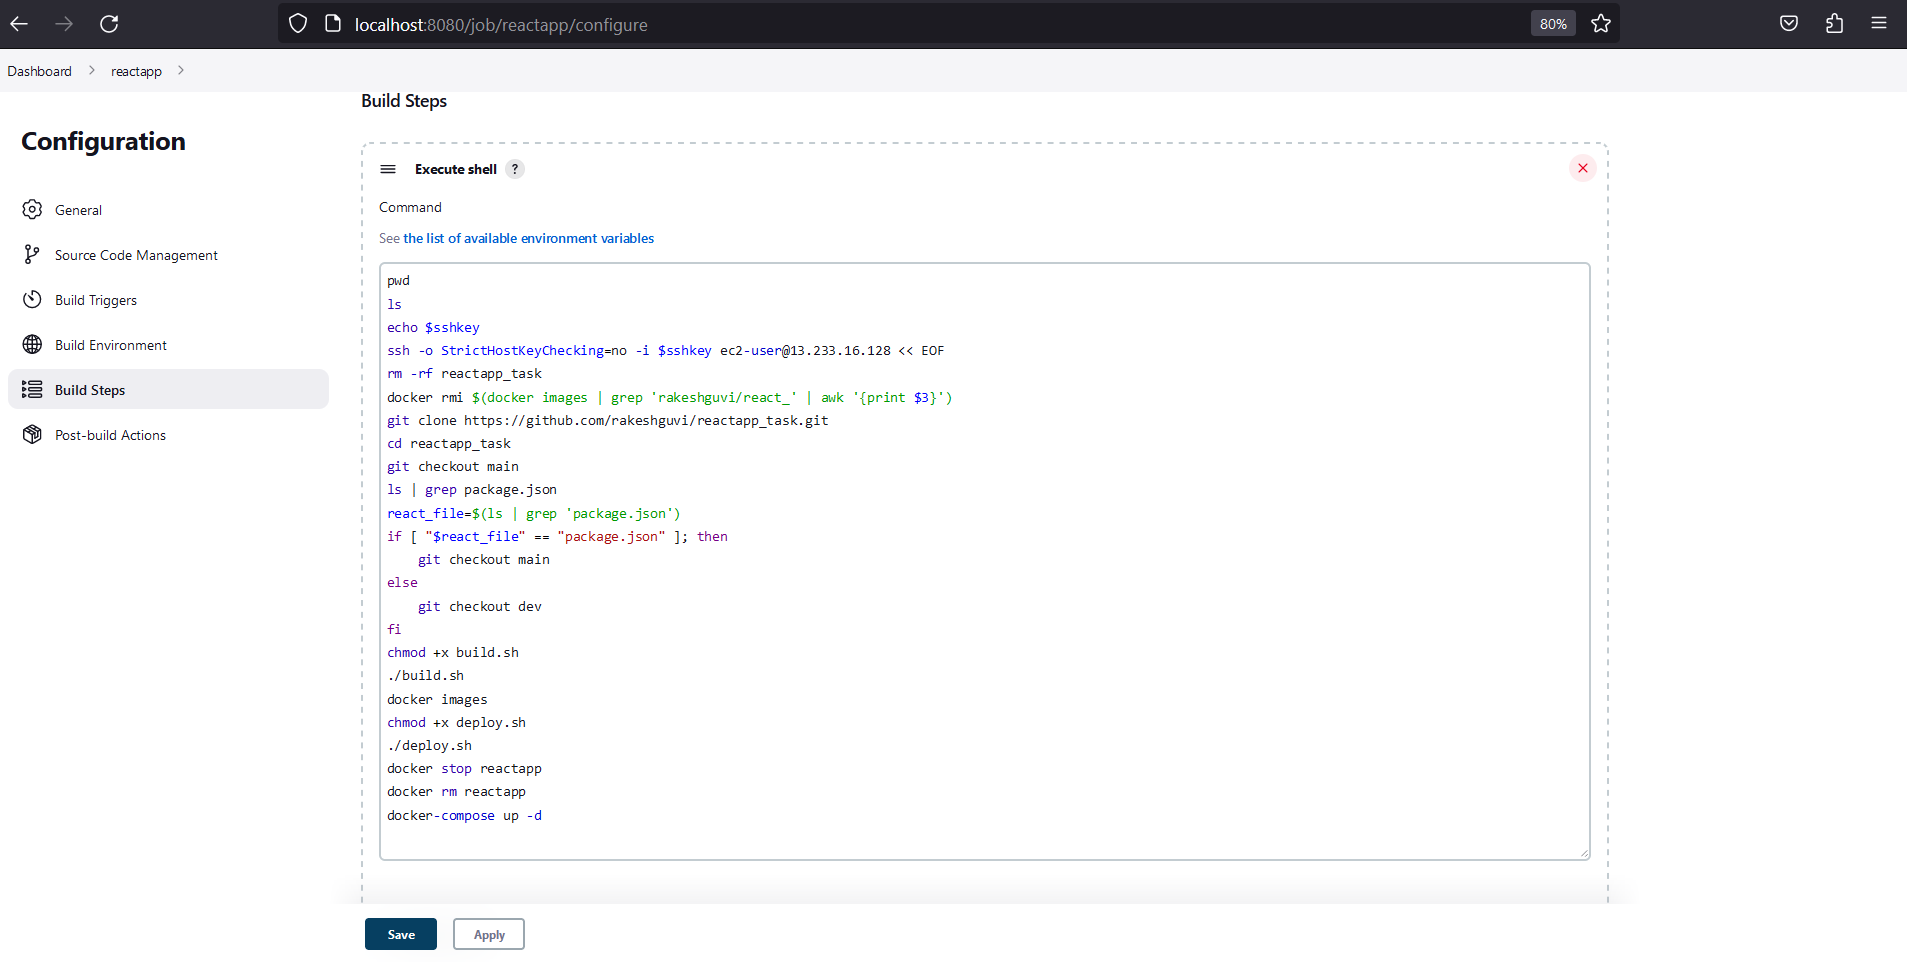 localhost:8080/job/reactapp/configure
80%
Dashboard
reactapp
Configuration
General
Source Code Management
Build Triggers
Build Environment
Build Steps
Post-build Actions
Build Steps
Execute shell ?
Command
See the list of available environment variables
pwd
ls
echo $sshkey
ssh -o StrictHostKeyChecking=no -i $sshkey ec2-user@13.233.16.128 << EOF
rm -rf reactapp_task
docker rmi $(docker images | grep 'rakeshguvi/react_' | awk '{print $3}')
git clone https://github.com/rakeshguvi/reactapp_task.git
cd reactapp_task
git checkout main
ls | grep package.json
react_file=$(ls | grep 'package.json')
if [ "$react_file" == "package.json" ]; then
    git checkout main
else
    git checkout dev
fi
chmod +x build.sh
./build.sh
docker images
chmod +x deploy.sh
./deploy.sh
docker stop reactapp
docker rm reactapp
docker-compose up -d
Save
Apply